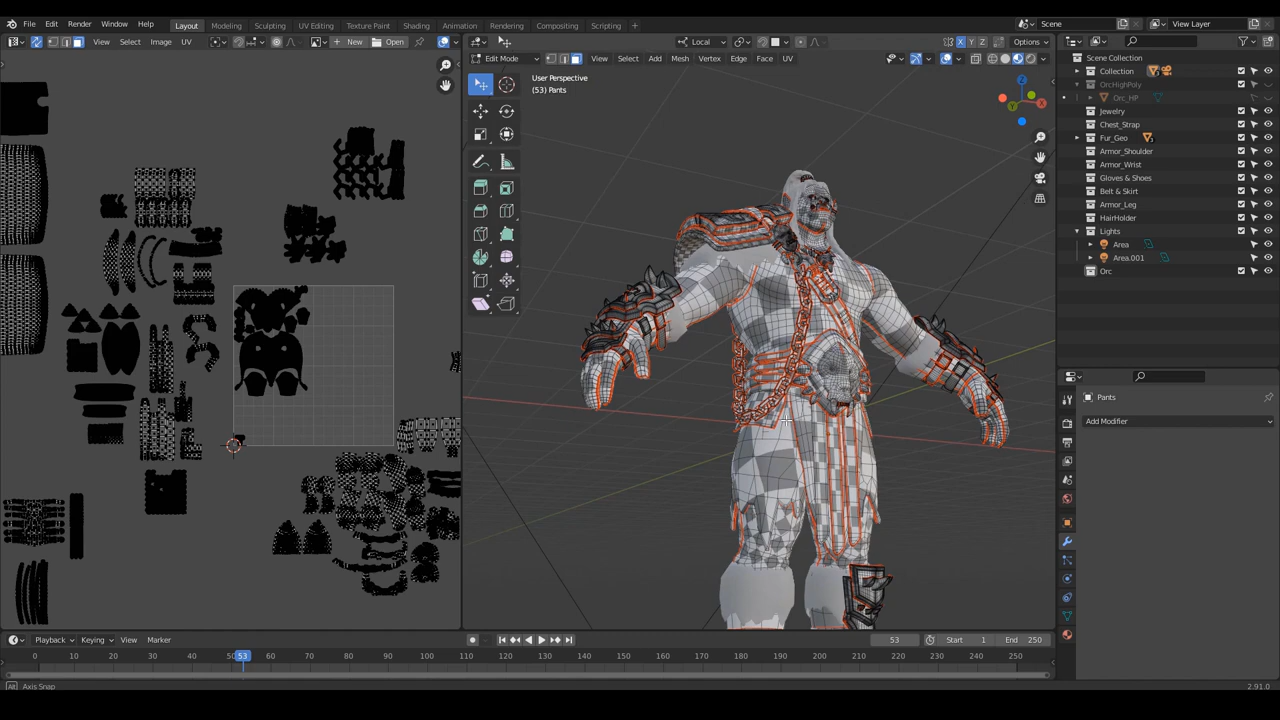 File Edit Render Window Help Layout Modeling Sculpting UV Editing Texture Paint Shading Animation Rendering Compositing Scripting + Scene View Layer
View Select Image UV New Open Local X Y Z Options
Edit Mode View Select Add Mesh Vertex Edge Face UV
User Perspective
(53) Pants
Z
X
Y
Scene Collection
Collection
OrcHighPoly
Orc_HP
Jewelry
Chest_Strap
Fur_Geo
Armor_Shoulder
Armor_Wrist
Gloves & Shoes
Belt & Skirt
Armor_Leg
HairHolder
Lights
Area
Area.001
Orc
Pants
Add Modifier
Playback Keying View Marker 53 Start 1 End 250
0 10 20 30 40 50 53 60 70 80 90 100 110 120 130 140 150 160 170 180 190 200 210 220 230 240 250
Alt Axis Snap 2.91.0